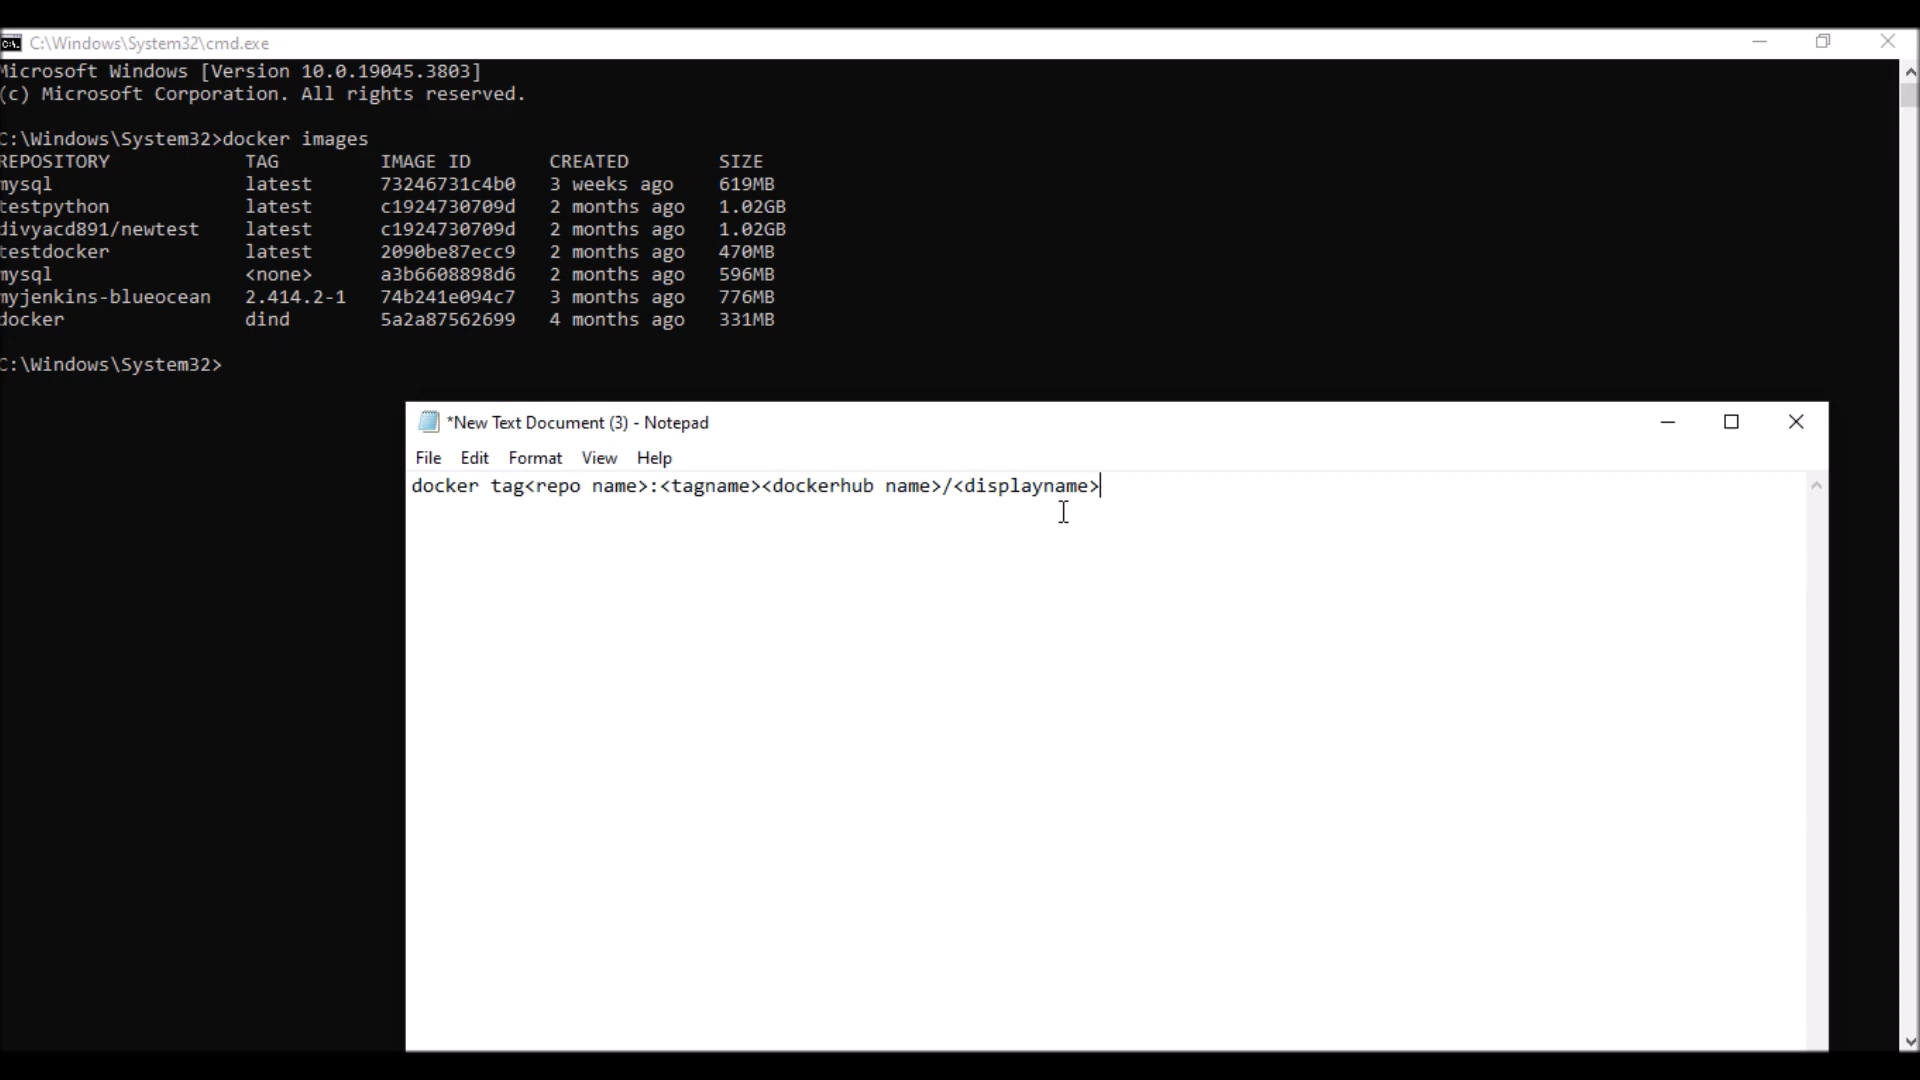 C:\Windows\System32\cmd.exe
Microsoft Windows [Version 10.0.19045.3803]
(c) Microsoft Corporation. All rights reserved.
C:\Windows\System32>docker images
REPOSITORY TAG IMAGE ID CREATED SIZE
mysql latest 73246731c4b0 3 weeks ago 619MB
testpython latest c1924730709d 2 months ago 1.02GB
divyacd891/newtest latest c1924730709d 2 months ago 1.02GB
testdocker latest 2090be87ecc9 2 months ago 470MB
mysql <none> a3b6608898d6 2 months ago 596MB
myjenkins-blueocean 2.414.2-1 74b241e094c7 3 months ago 776MB
docker dind 5a2a87562699 4 months ago 331MB
C:\Windows\System32>
*New Text Document (3) - Notepad
File Edit Format View Help
docker tag<repo name>:<tagname><dockerhub name>/<displayname>